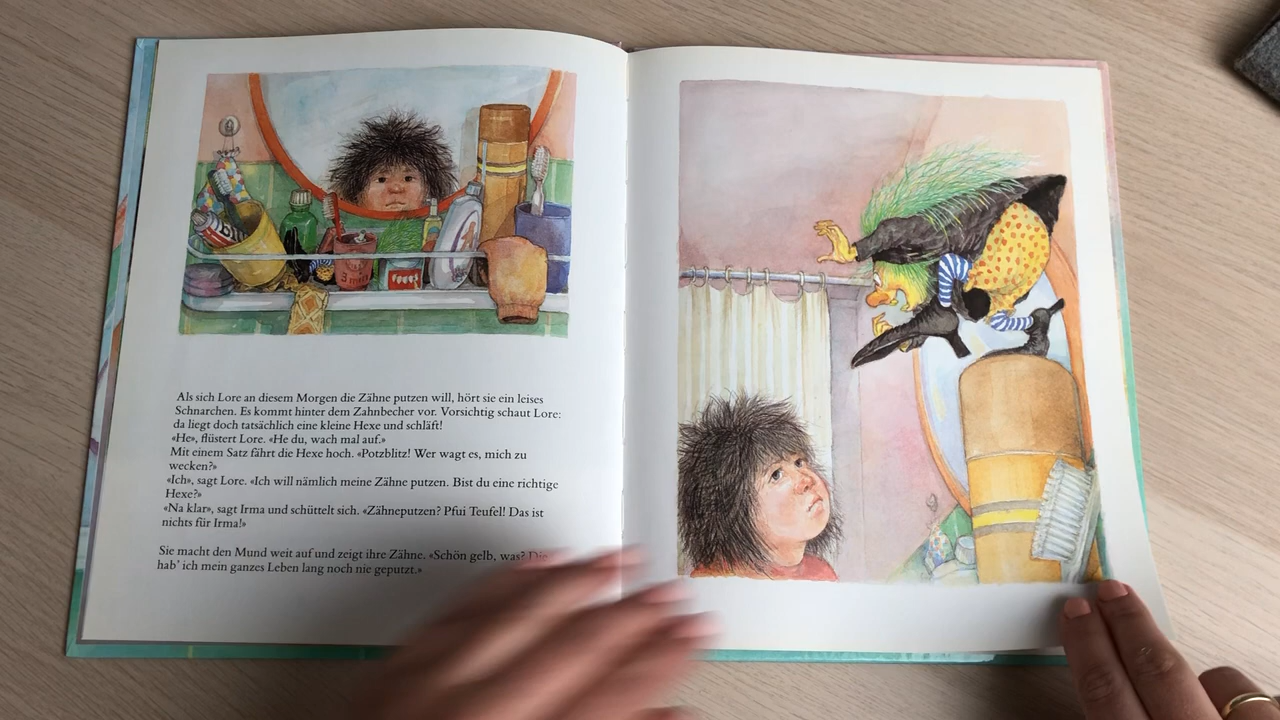 Als sich Lore an diesem Morgen die Zähne putzen will, hört sie ein leises
Schnarchen. Es kommt hinter dem Zahnbecher vor. Vorsichtig schaut Lore:
da liegt doch tatsächlich eine kleine Hexe und schläft!
«He», flüstert Lore. «He du, wach mal auf.»
Mit einem Satz fährt die Hexe hoch. «Potzblitz! Wer wagt es, mich zu
wecken?»
«Ich», sagt Lore. «Ich will nämlich meine Zähne putzen. Bist du eine richtige
Hexe?»
«Na klar», sagt Irma und schüttelt sich. «Zähneputzen? Pfui Teufel! Das ist
nichts für Irma!»
Sie macht den Mund weit auf und zeigt ihre Zähne. «Schön gelb, was? Die
hab' ich mein ganzes Leben lang noch nie geputzt.»